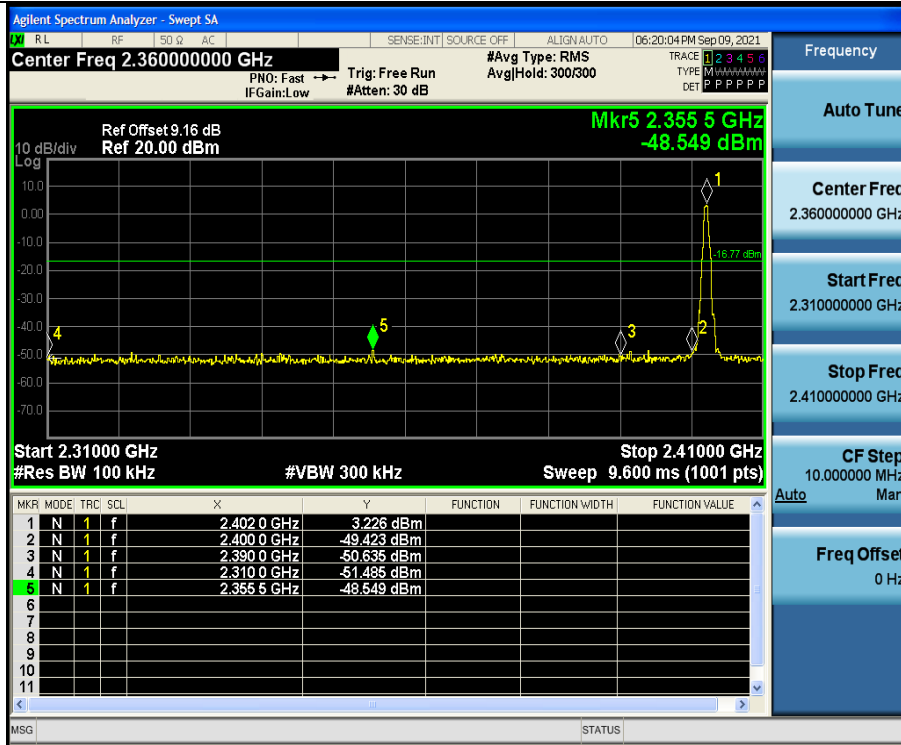 Agilent Spectrum Analyzer - Swept SA
LXI RL RF 50 Ω AC SENSE:INT SOURCE OFF ALIGNAUTO 06:20:04 PM Sep 09, 2021
Center Freq 2.360000000 GHz #Avg Type: RMS TRACE 1 2 3 4 5 6
PNO: Fast Trig: Free Run Avg|Hold: 300/300 TYPE M
IFGain:Low #Atten: 30 dB DET P P P P P P
Mkr5 2.355 5 GHz
-48.549 dBm
Ref Offset 9.16 dB
10 dB/div Ref 20.00 dBm
Log
10.0
0.00
-10.0
-20.0
-30.0
-40.0
-50.0
-60.0
-70.0
1
-16.77 dBm
4
5
3
2
Start 2.31000 GHz Stop 2.41000 GHz
#Res BW 100 kHz #VBW 300 kHz Sweep 9.600 ms (1001 pts)
MKR MODE TRC SCL X Y FUNCTION FUNCTION WIDTH FUNCTION VALUE
1 N 1 f 2.402 0 GHz 3.226 dBm
2 N 1 f 2.400 0 GHz -49.423 dBm
3 N 1 f 2.390 0 GHz -50.635 dBm
4 N 1 f 2.310 0 GHz -51.485 dBm
5 N 1 f 2.355 5 GHz -48.549 dBm
6
7
8
9
10
11
MSG STATUS
Frequency
Auto Tune
Center Freq
2.360000000 GHz
Start Freq
2.310000000 GHz
Stop Freq
2.410000000 GHz
CF Step
10.000000 MHz
Auto Man
Freq Offset
0 Hz